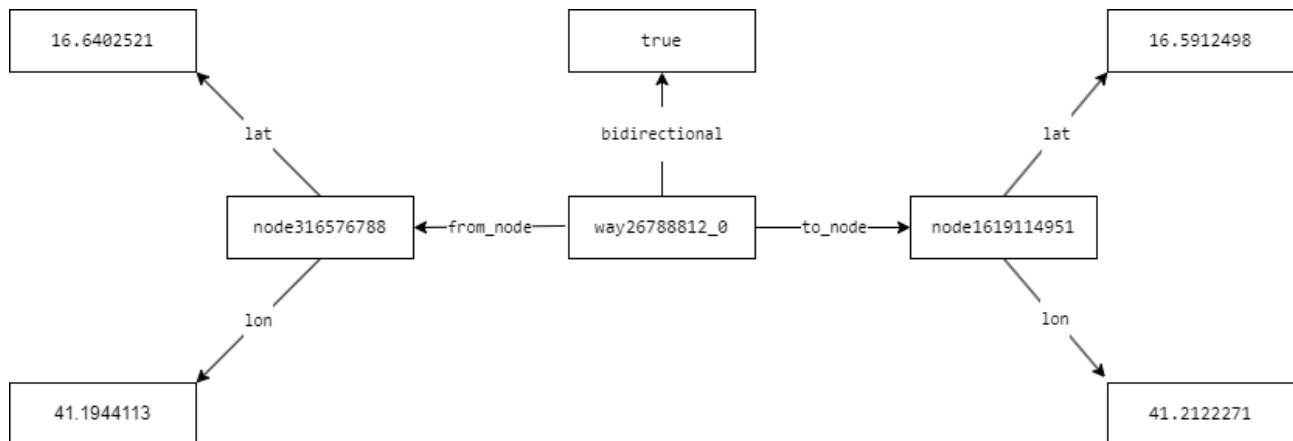 16.6402521
true
16.5912498
lat
bidirectional
lat
node316576788
from_node
way26788812_0
to_node
node1619114951
lon
lon
41.1944113
41.2122271